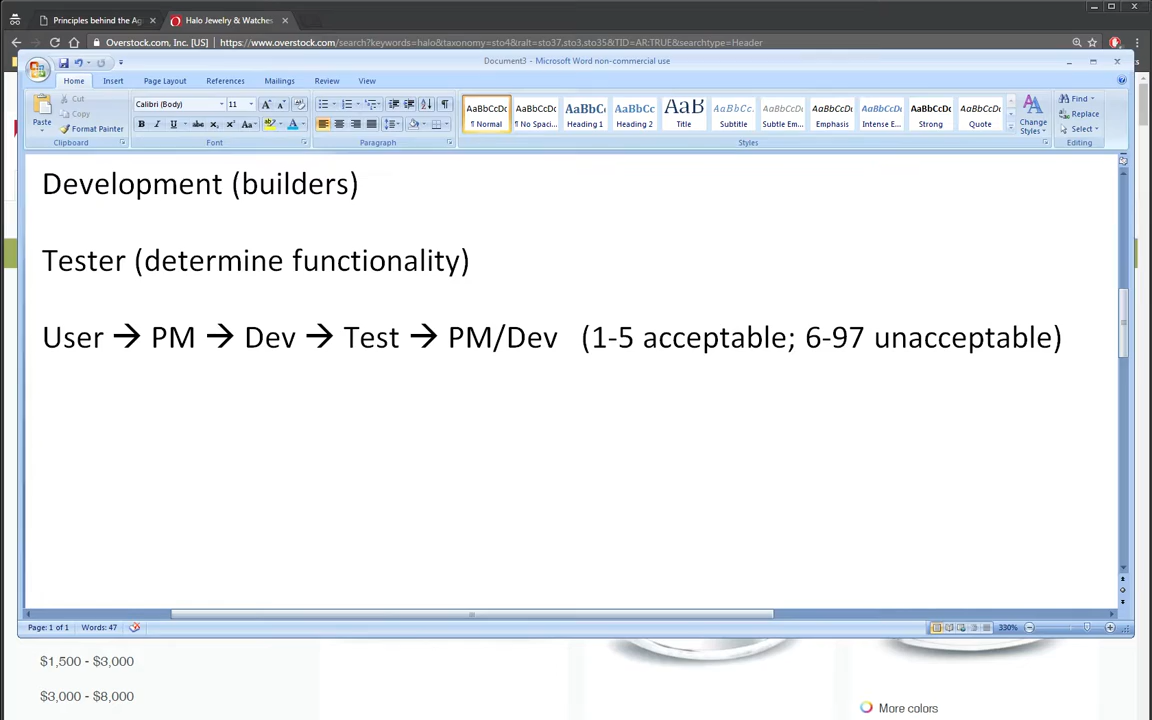 Principles behind the Ag
Halo Jewelry & Watches
Overstock.com, Inc. [US]
https://www.overstock.com/search?keywords=halo&taxonomy=sto4&ralt=sto37,sto3,sto35&TID=AR:TRUE&searchtype=Header
Document3 - Microsoft Word non-commercial use
Home Insert Page Layout References Mailings Review View
Cut
Copy
Paste
Format Painter
Clipboard
Calibri (Body) 11
Font
Paragraph
AaBbCcDc AaBbCcDc AaBbC AaBbCc AaB AaBbCc. AaBbCcDc AaBbCcDc AaBbCcDc AaBbCcDc AaBbCcDc
¶ Normal ¶ No Spaci... Heading 1 Heading 2 Title Subtitle Subtle Em... Emphasis Intense E... Strong Quote
Change Styles
Styles
Find
Replace
Select
Editing
Development (builders)
Tester (determine functionality)
User → PM → Dev → Test → PM/Dev (1-5 acceptable; 6-97 unacceptable)
Page: 1 of 1 Words: 47
330%
$1,500 - $3,000
$3,000 - $8,000
More colors